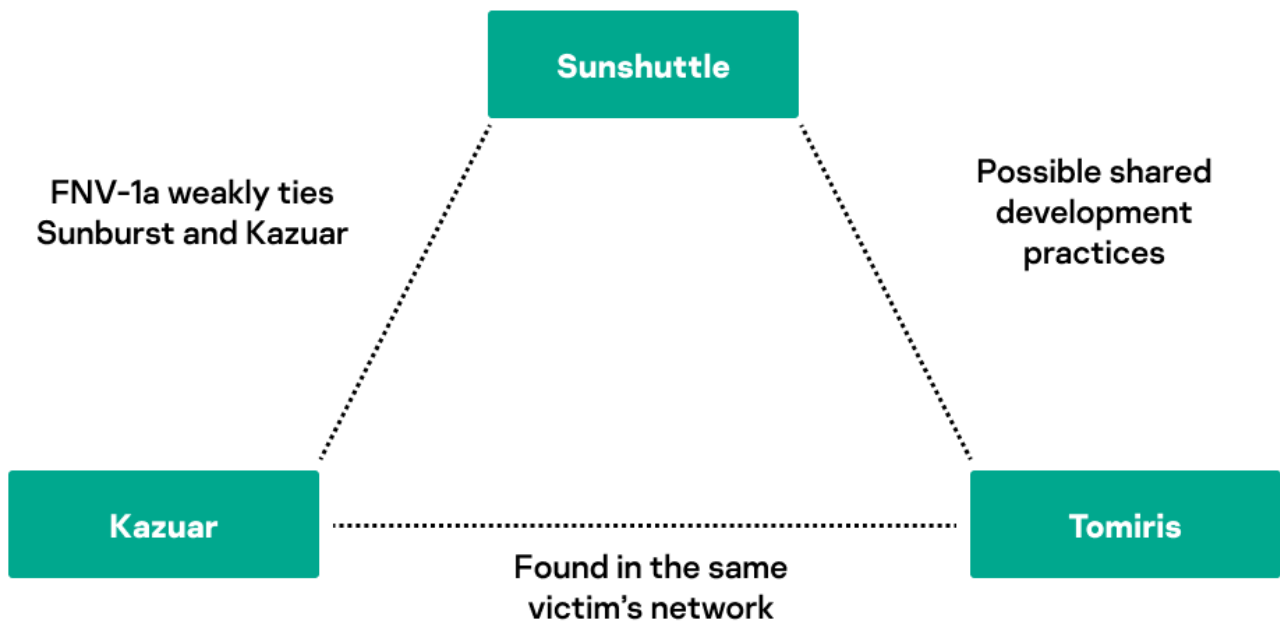 Sunshuttle
FNV-1a weakly ties
Sunburst and Kazuar
Possible shared
development
practices
Kazuar
Tomiris
Found in the same
victim’s network